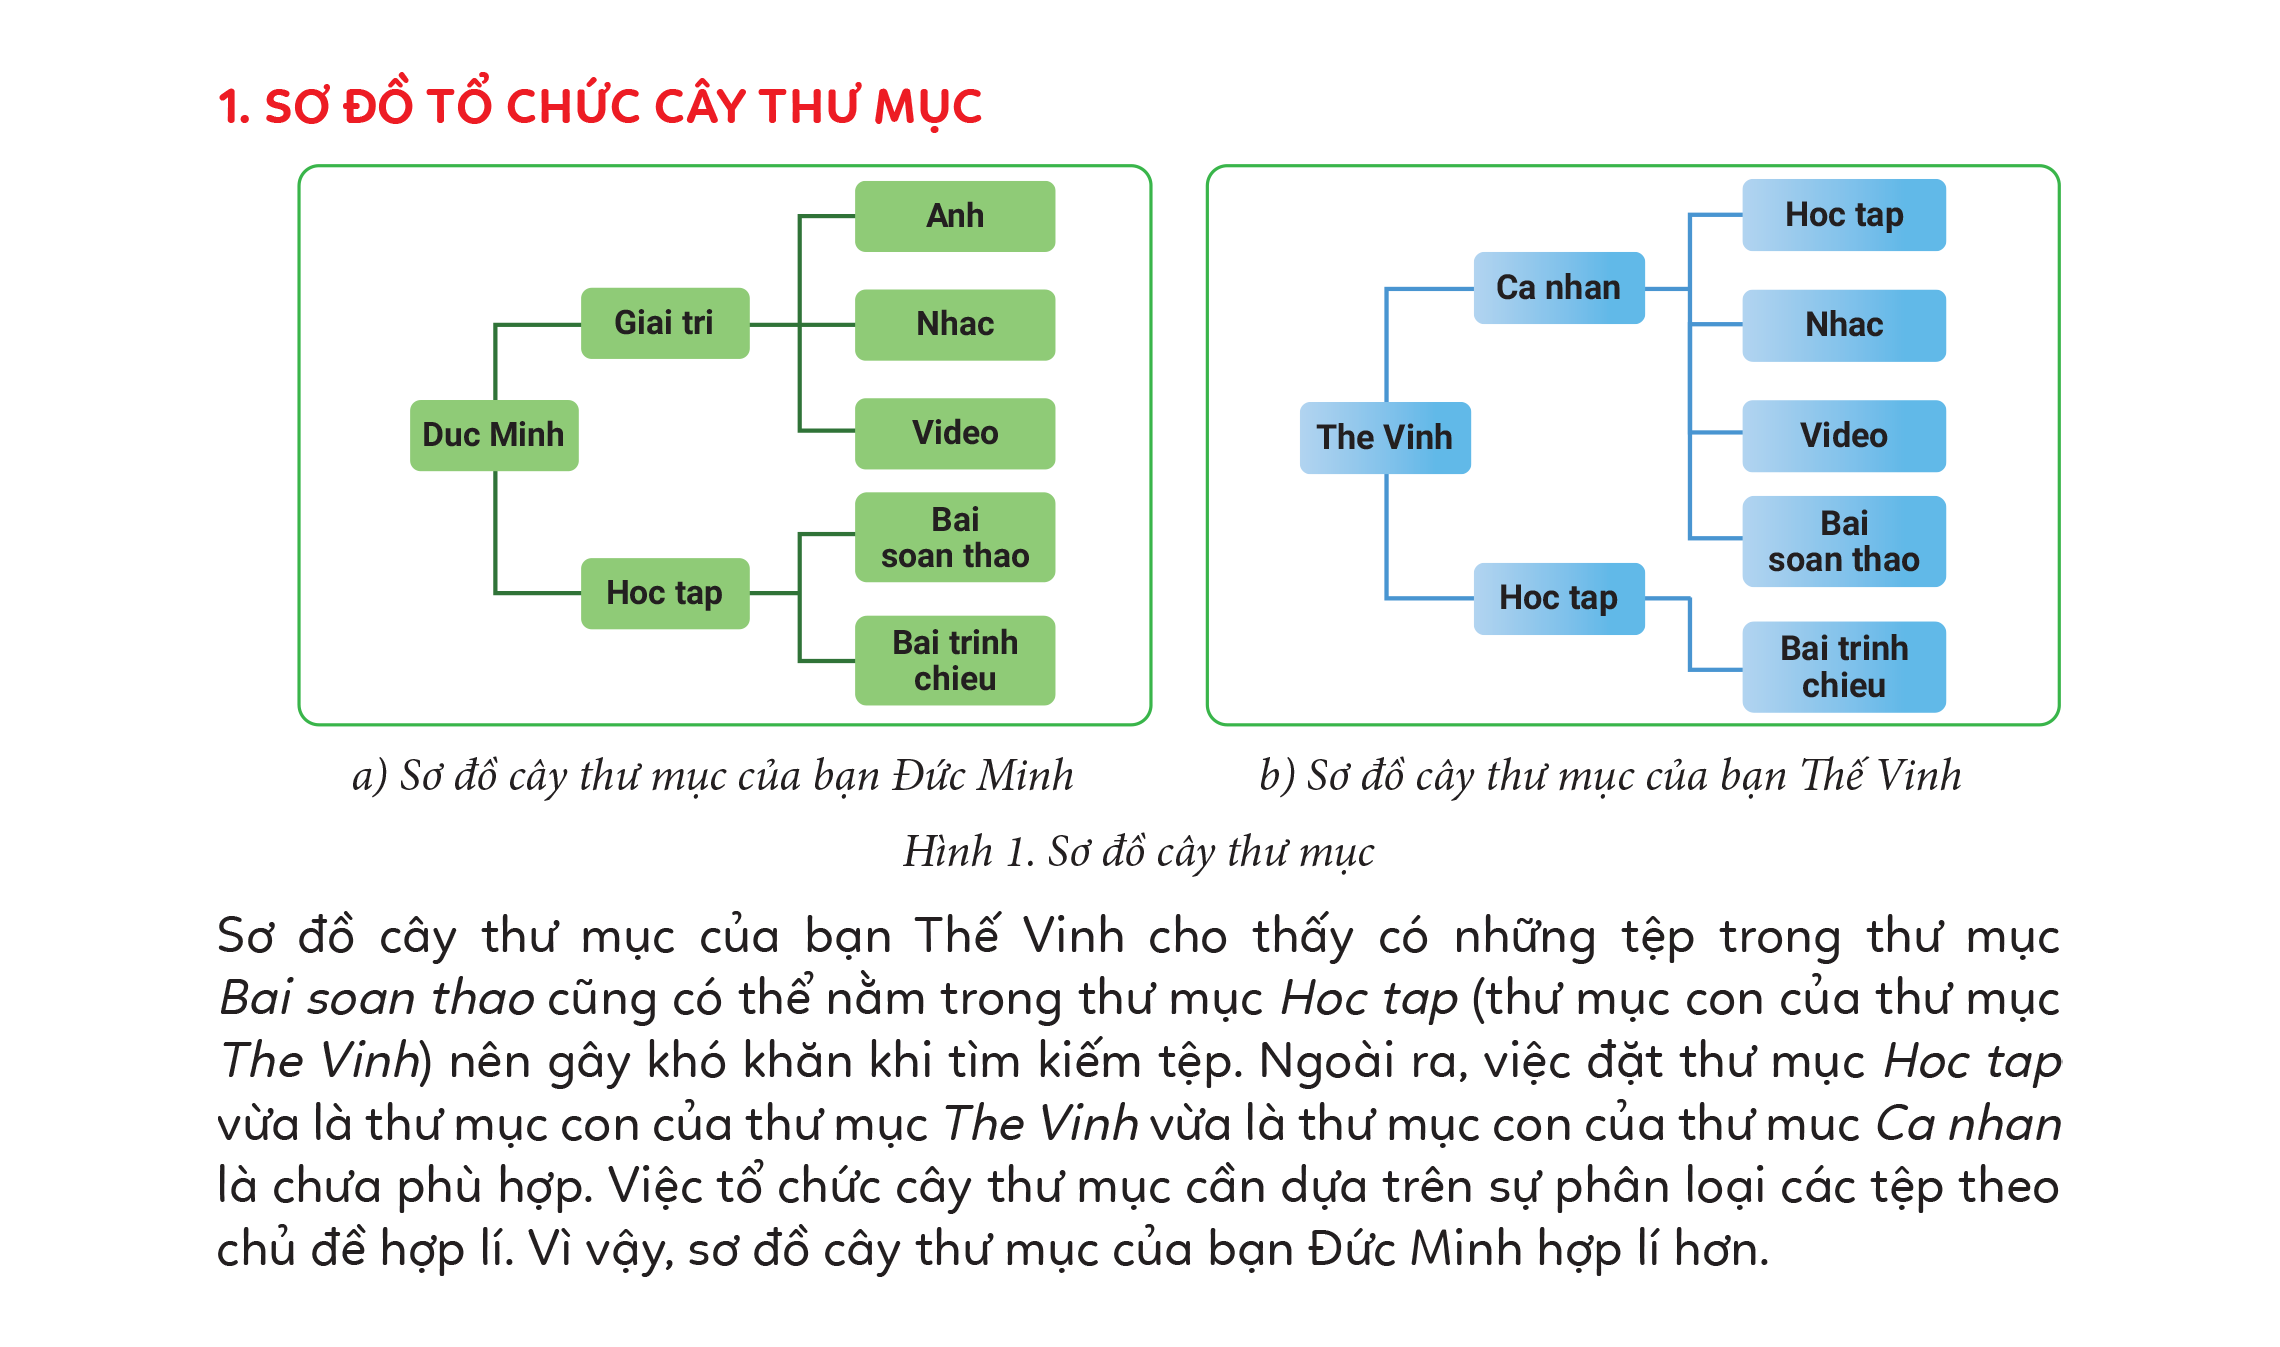 1. SƠ ĐỒ TỔ CHỨC CÂY THƯ MỤC
Anh
Giai tri
Nhac
Video
Duc Minh
Bai
soan thao
Hoc tap
Bai trinh
chieu
Hoc tap
Ca nhan
Nhac
Video
The Vinh
Bai
soan thao
Hoc tap
Bai trinh
chieu
a) Sơ đồ cây thư mục của bạn Đức Minh
b) Sơ đồ cây thư mục của bạn Thế Vinh
Hình 1. Sơ đồ cây thư mục
Sơ đồ cây thư mục của bạn Thế Vinh cho thấy có những tệp trong thư mục
Bai soan thao cũng có thể nằm trong thư mục Hoc tap (thư mục con của thư mục
The Vinh) nên gây khó khăn khi tìm kiếm tệp. Ngoài ra, việc đặt thư mục Hoc tap
vừa là thư mục con của thư mục The Vinh vừa là thư mục con của thư muc Ca nhan
là chưa phù hợp. Việc tổ chức cây thư mục cần dựa trên sự phân loại các tệp theo
chủ đề hợp lí. Vì vậy, sơ đồ cây thư mục của bạn Đức Minh hợp lí hơn.